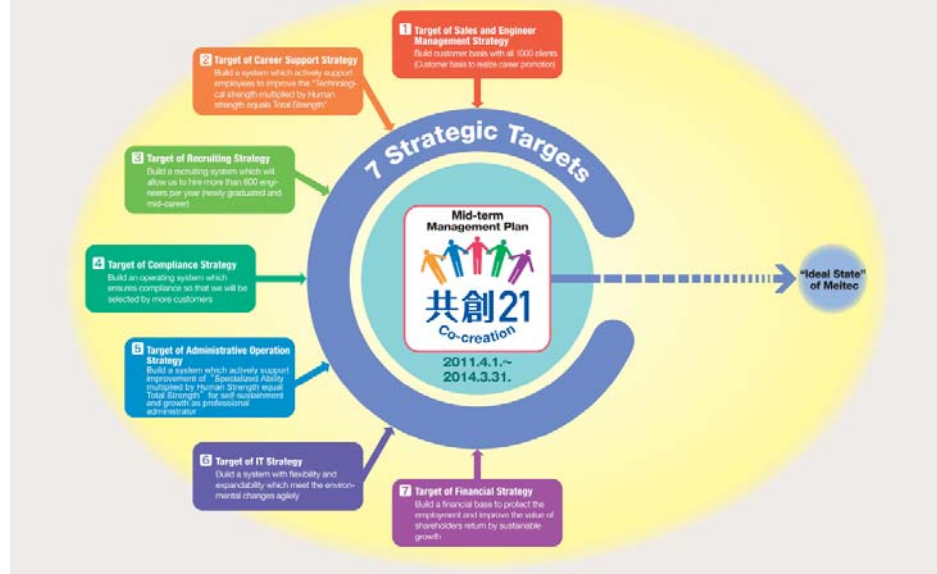 1 Target of Sales and Engineer
Management Strategy
Build customer basis with all 1000 clients
(Customer basis to realize career promotion)
2 Target of Career Support Strategy
Build a system which actively support
employees to improve the "Technologi-
cal strength multiplied by Human
strength equals Total Strength"
3 Target of Recruiting Strategy
Build a recruiting system which will
allow us to hire more than 600 engi-
neers per year (newly graduated and
mid-career)
4 Target of Compliance Strategy
Build an operating system which
ensures compliance so that we will be
selected by more customers
5 Target of Administrative Operation
Strategy
Build a system which actively support
improvement of "Specialized Ability
multiplied by Human Strength equal
Total Strength" for self-sustainment
and growth as professional
administrator
6 Target of IT Strategy
Build a system with flexibility and
expandability which meet the environ-
mental changes agilely
7 Target of Financial Strategy
Build a financial base to protect the
employment and improve the value of
shareholders return by sustainable
growth
7 Strategic Targets
Mid-term
Management Plan
共創21
Co-creation
2011.4.1.~
2014.3.31.
"Ideal State"
of Meitec